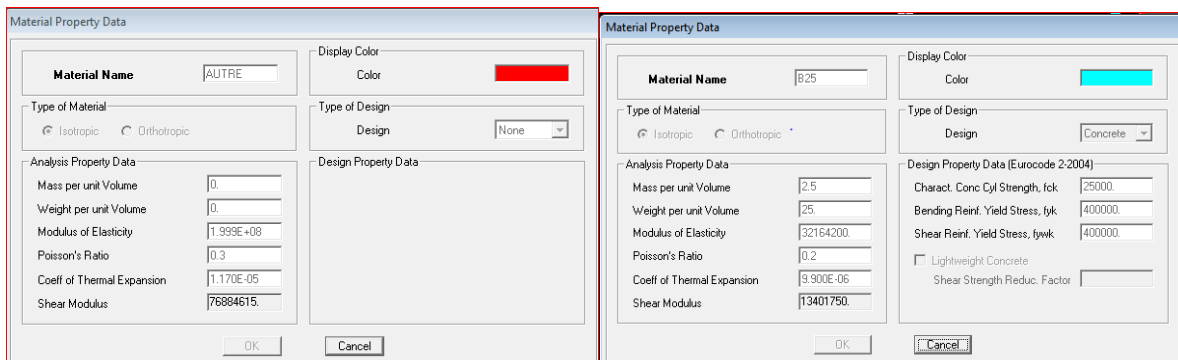 Material Property Data
Material Name AUTRE
Display Color
Color
Type of Material
Isotropic Orthotropic
Type of Design
Design None
Analysis Property Data
Mass per unit Volume 0.
Weight per unit Volume 0.
Modulus of Elasticity 1.999E+08
Poisson's Ratio 0.3
Coeff of Thermal Expansion 1.170E-05
Shear Modulus 76884615.
Design Property Data
OK Cancel
Material Property Data
Material Name B25
Display Color
Color
Type of Material
Isotropic Orthotropic
Type of Design
Design Concrete
Analysis Property Data
Mass per unit Volume 2.5
Weight per unit Volume 25.
Modulus of Elasticity 32164200.
Poisson's Ratio 0.2
Coeff of Thermal Expansion 9.900E-06
Shear Modulus 13401750.
Design Property Data (Eurocode 2-2004)
Charact. Conc Cyl Strength, fck 25000.
Bending Reinf. Yield Stress, fyk 400000.
Shear Reinf. Yield Stress, fywk 400000.
Lightweight Concrete
Shear Strength Reduc. Factor
OK Cancel